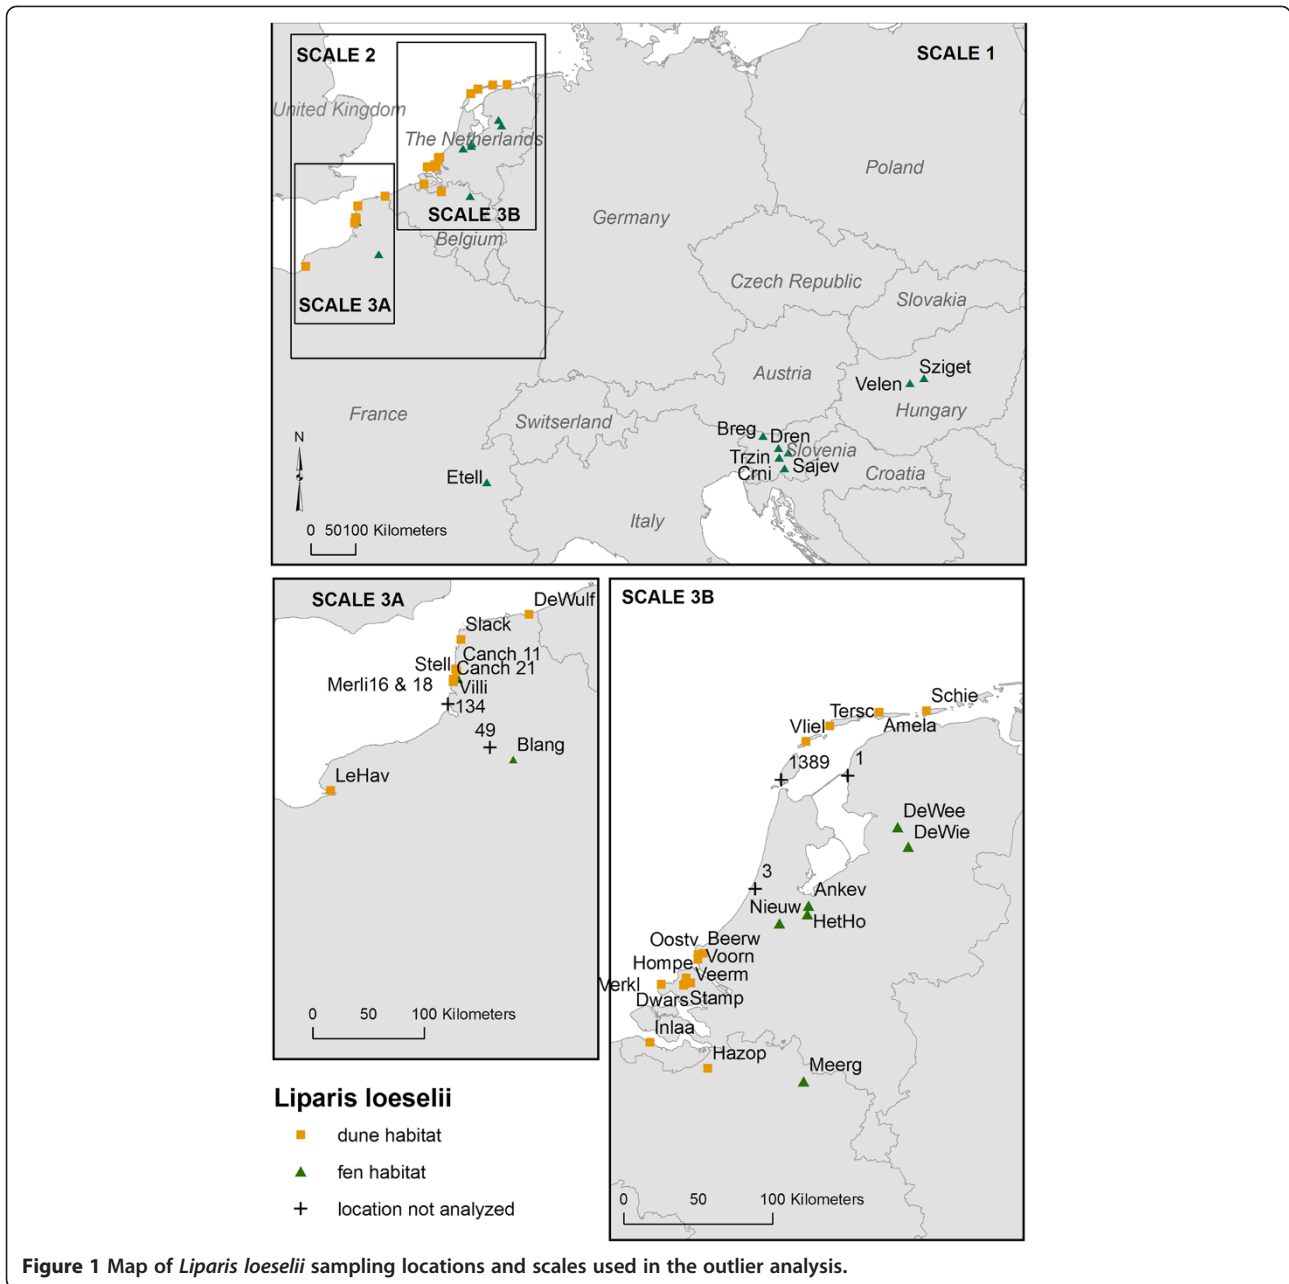 SCALE 2
SCALE 1
United Kingdom
The Netherlands
Poland
SCALE 3B
Germany
Belgium
Czech Republic
SCALE 3A
Slovakia
Austria
Sziget
Velen
Hungary
France
Switserland
Breg
Dren
Slovenia
Trzin
Sajev
Crni
Croatia
Etell
Italy
N
0 50100 Kilometers
SCALE 3A
DeWulf
Slack
Canch 11
Stell
Canch 21
Merli16 & 18
Villi
134
49
Blang
LeHav
0 50 100 Kilometers
SCALE 3B
Schie
Tersc
Vliel
Amela
1389
1
DeWee
DeWie
3
Ankev
Nieuw
HetHo
Oostv
Beerw
Voorn
Hompe
Veerm
Verkl
Dwars
Stamp
Inlaa
Hazop
Meerg
0 50 100 Kilometers
Liparis loeselii
dune habitat
fen habitat
location not analyzed
Figure 1 Map of Liparis loeselii sampling locations and scales used in the outlier analysis.